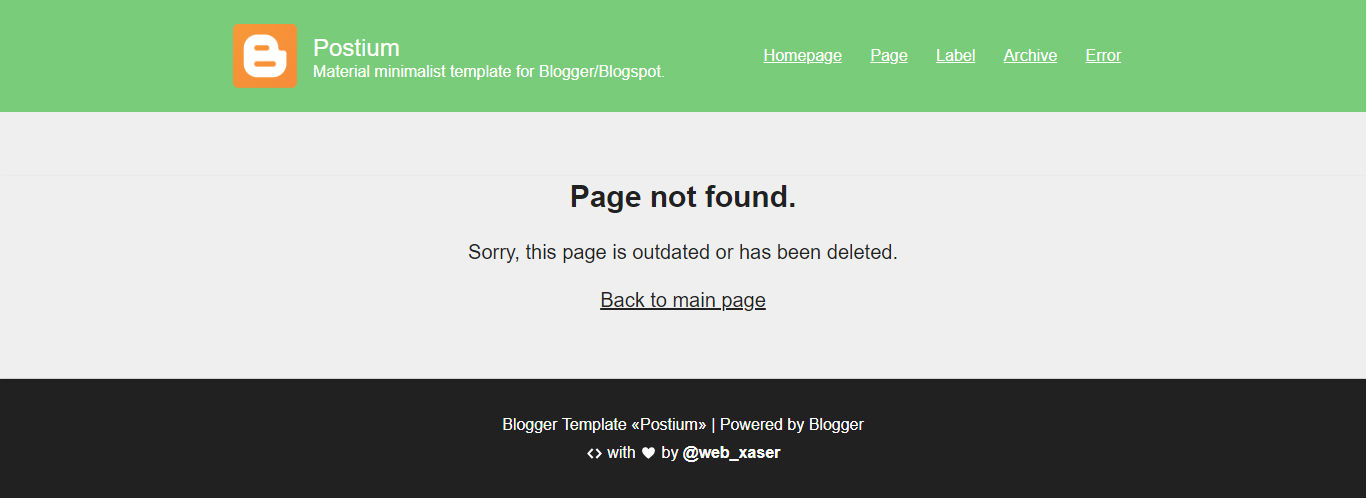 Postium
Material minimalist template for Blogger/Blogspot.
Homepage Page Label Archive Error
Page not found.
Sorry, this page is outdated or has been deleted.
Back to main page
Blogger Template «Postium» | Powered by Blogger
<> with ♥ by @web_xaser